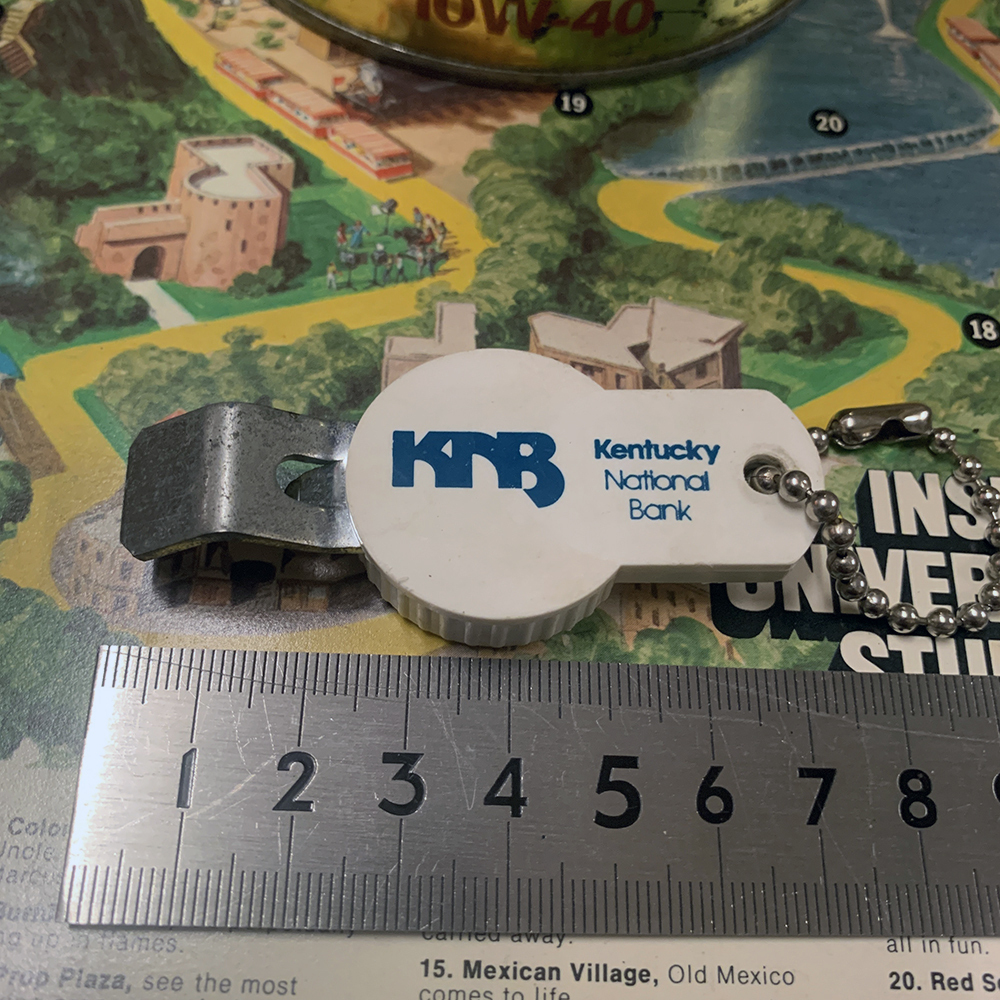 10W-40
19
20
18
KNB
Kentucky
National
Bank
INS
UNIVER
STU
1 2 3 4 5 6 7 8
Color
Uncle
up in flames.
Prop Plaza, see the most
carried away.
15. Mexican Village, Old Mexico
comes to life
all in fun.
20. Red S